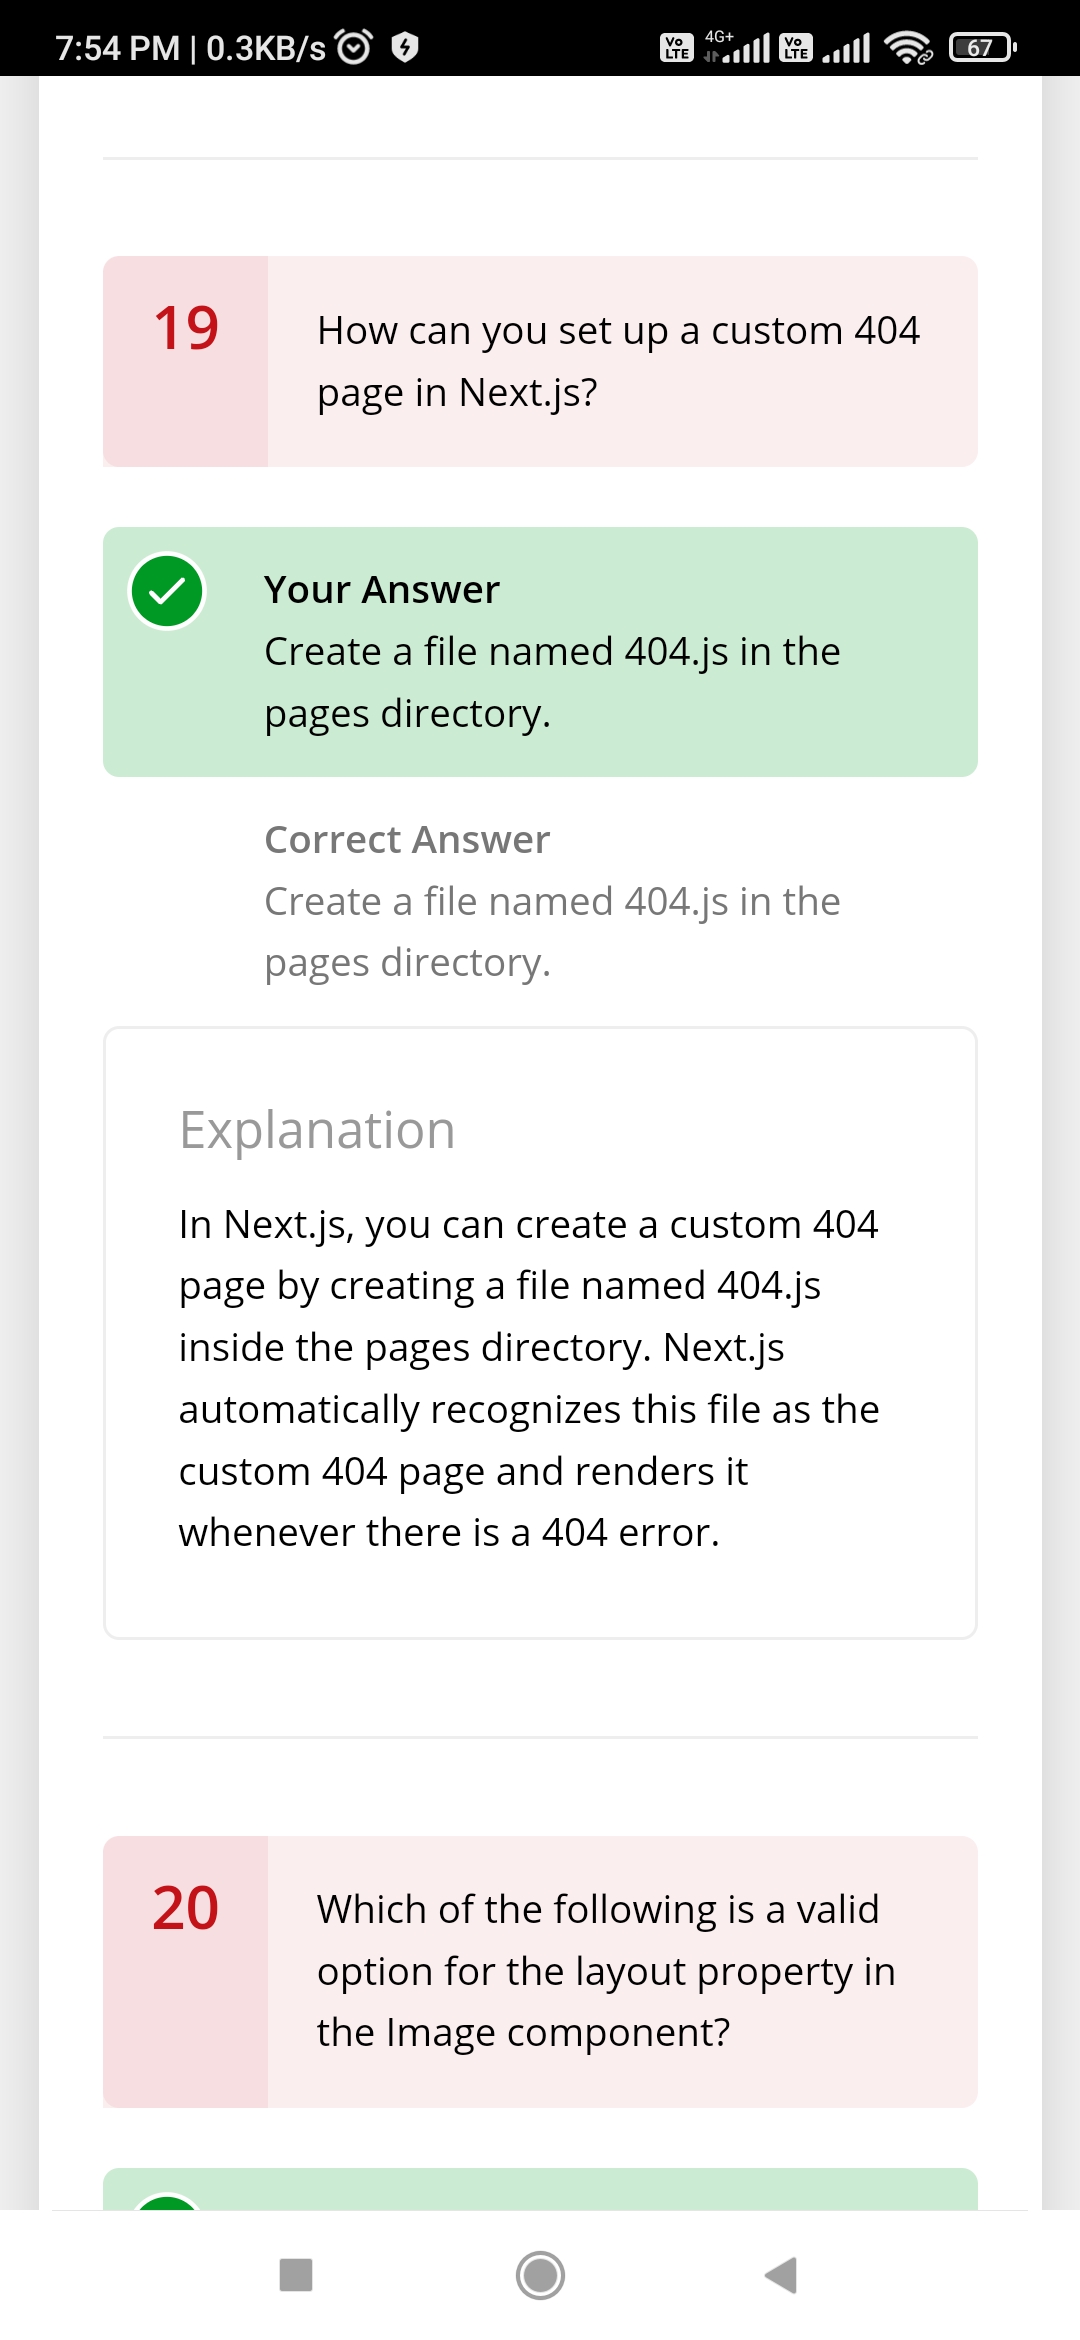 7:54 PM | 0.3KB/s
Vo LTE 4G+ Vo LTE 67
19
How can you set up a custom 404
page in Next.js?
Your Answer
Create a file named 404.js in the
pages directory.
Correct Answer
Create a file named 404.js in the
pages directory.
Explanation
In Next.js, you can create a custom 404
page by creating a file named 404.js
inside the pages directory. Next.js
automatically recognizes this file as the
custom 404 page and renders it
whenever there is a 404 error.
20
Which of the following is a valid
option for the layout property in
the Image component?